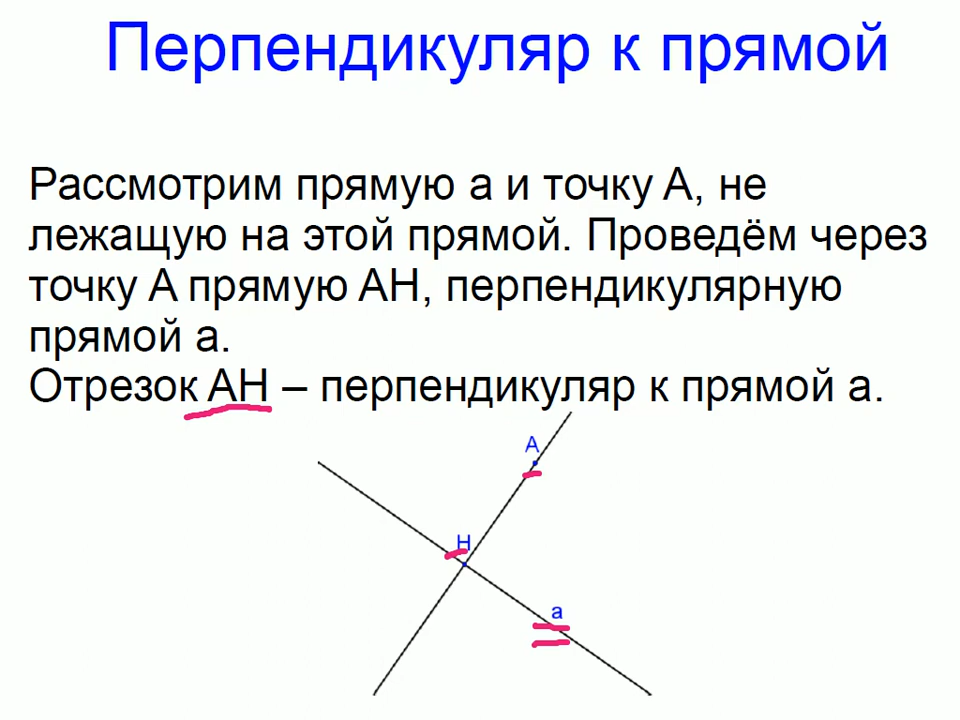 Перпендикуляр к прямой
Рассмотрим прямую а и точку А, не
лежащую на этой прямой. Проведём через
точку А прямую АН, перпендикулярную
прямой а.
Отрезок АН – перпендикуляр к прямой а.
А
Н
а